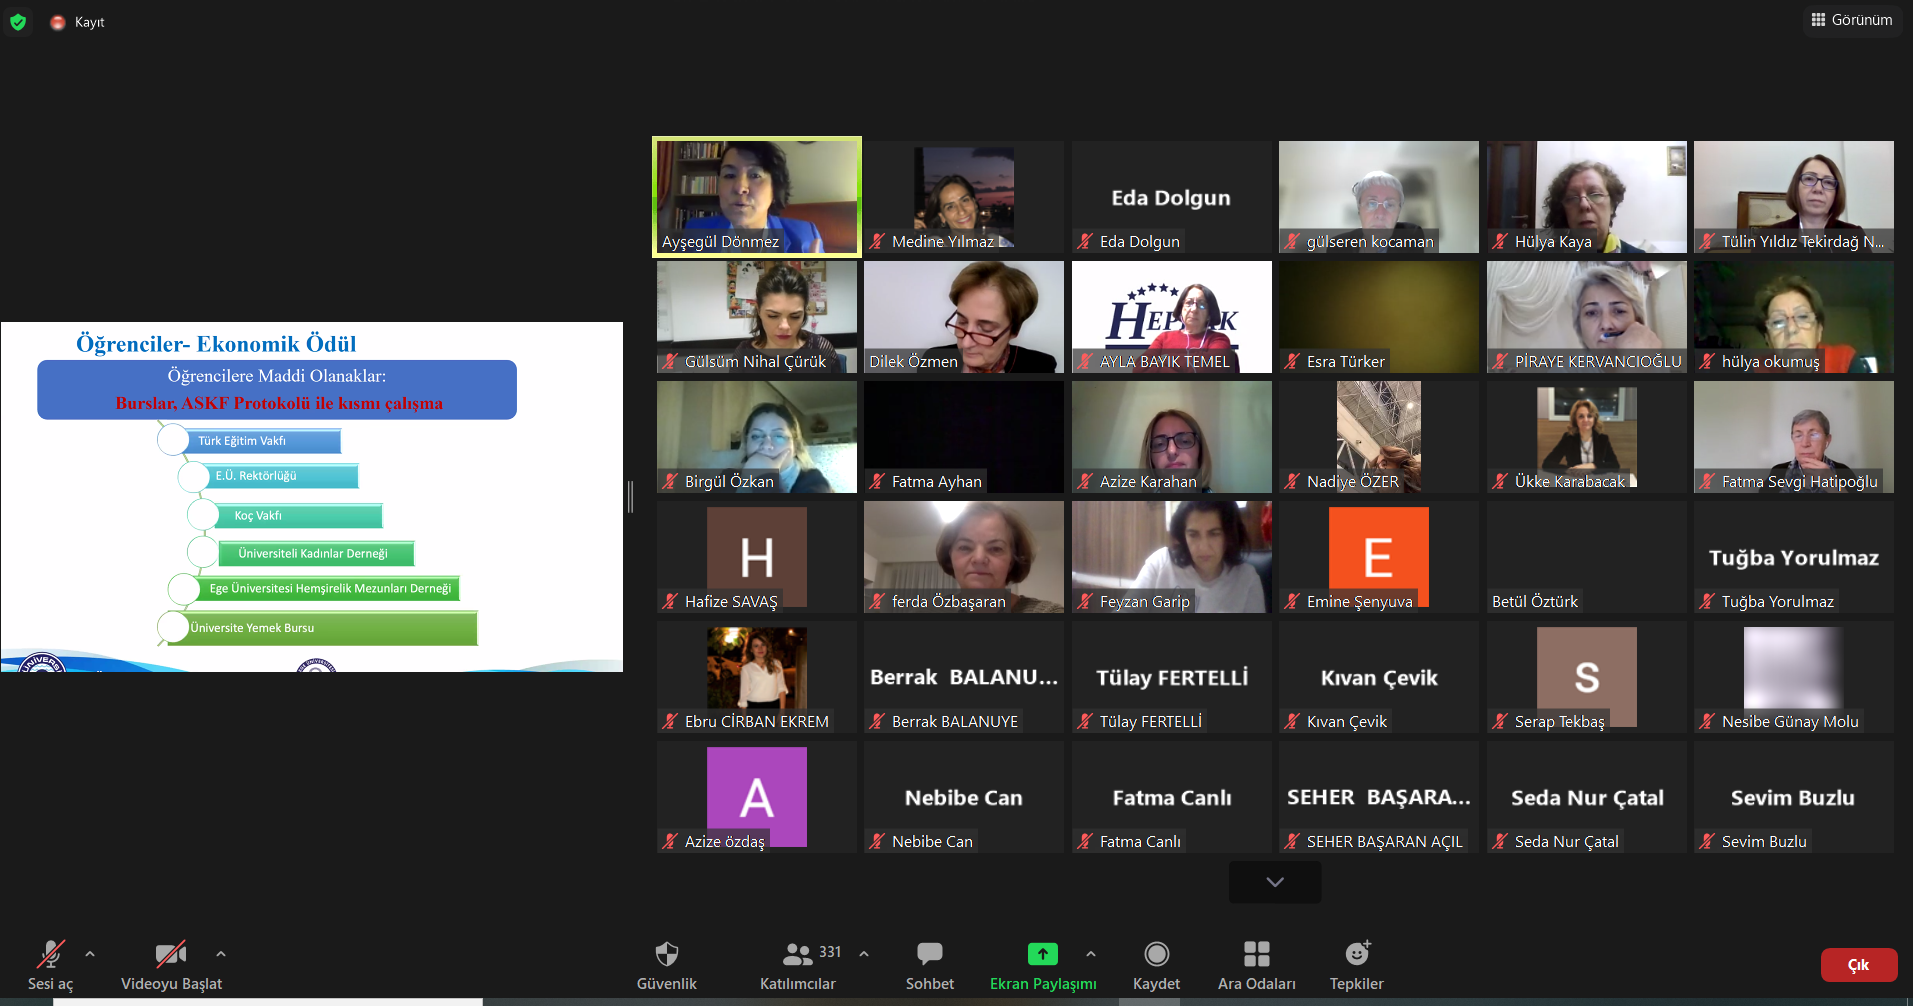 Kayıt
Görünüm
Öğrenciler- Ekonomik Ödül
Öğrencilere Maddi Olanaklar:
Burslar, ASKF Protokolü ile kısmı çalışma
Türk Eğitim Vakfı
E.Ü. Rektörlüğü
Koç Vakfı
Üniversiteli Kadınlar Derneği
Ege Üniversitesi Hemşirelik Mezunları Derneği
Üniversite Yemek Bursu
Ayşegül Dönmez
Medine Yılmaz
Eda Dolgun
Eda Dolgun
gülseren kocaman
Hülya Kaya
Tülin Yıldız Tekirdağ N...
Gülsüm Nihal Çürük
Dilek Özmen
AYLA BAYIK TEMEL
Esra Türker
PİRAYE KERVANCIOĞLU
hülya okumuş
Birgül Özkan
Fatma Ayhan
Azize Karahan
Nadiye ÖZER
Ükke Karabacak
Fatma Sevgi Hatipoğlu
H
Hafize SAVAŞ
ferda Özbaşaran
Feyzan Garip
E
Emine Şenyuva
Betül Öztürk
Tuğba Yorulmaz
Tuğba Yorulmaz
Ebru CİRBAN EKREM
Berrak BALANU...
Berrak BALANUYE
Tülay FERTELLİ
Tülay FERTELLİ
Kıvan Çevik
Kıvan Çevik
S
Serap Tekbaş
Nesibe Günay Molu
A
Azize özdaş
Nebibe Can
Nebibe Can
Fatma Canlı
Fatma Canlı
SEHER BAŞARA...
SEHER BAŞARAN AÇIL
Seda Nur Çatal
Seda Nur Çatal
Sevim Buzlu
Sevim Buzlu
Sesi aç
Videoyu Başlat
Güvenlik
331
Katılımcılar
Sohbet
Ekran Paylaşımı
Kaydet
Ara Odaları
Tepkiler
Çık